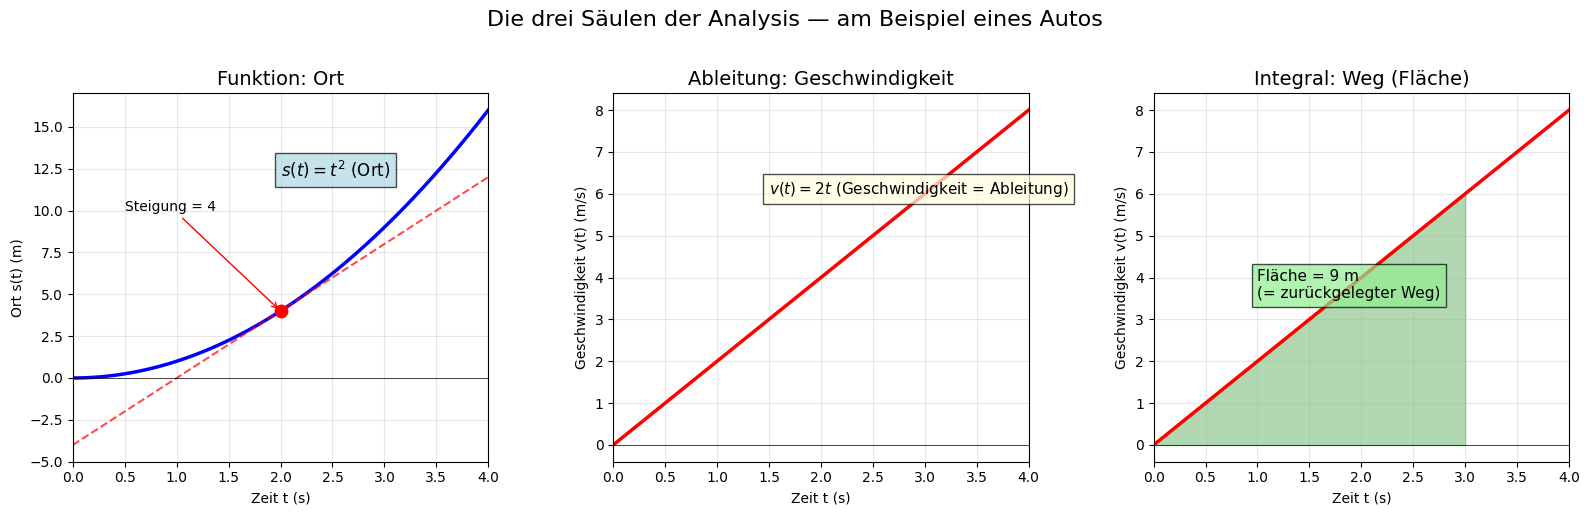 Die drei Säulen der Analysis — am Beispiel eines Autos
Funktion: Ort
Ort s(t) (m)
15.0
12.5
10.0
7.5
5.0
2.5
0.0
−2.5
−5.0
s(t) = t² (Ort)
Steigung = 4
0.0 0.5 1.0 1.5 2.0 2.5 3.0 3.5 4.0
Zeit t (s)
Ableitung: Geschwindigkeit
Geschwindigkeit v(t) (m/s)
8
7
6
5
4
3
2
1
0
v(t) = 2t (Geschwindigkeit = Ableitung)
0.0 0.5 1.0 1.5 2.0 2.5 3.0 3.5 4.0
Zeit t (s)
Integral: Weg (Fläche)
Geschwindigkeit v(t) (m/s)
8
7
6
5
4
3
2
1
0
Fläche = 9 m
(= zurückgelegter Weg)
0.0 0.5 1.0 1.5 2.0 2.5 3.0 3.5 4.0
Zeit t (s)